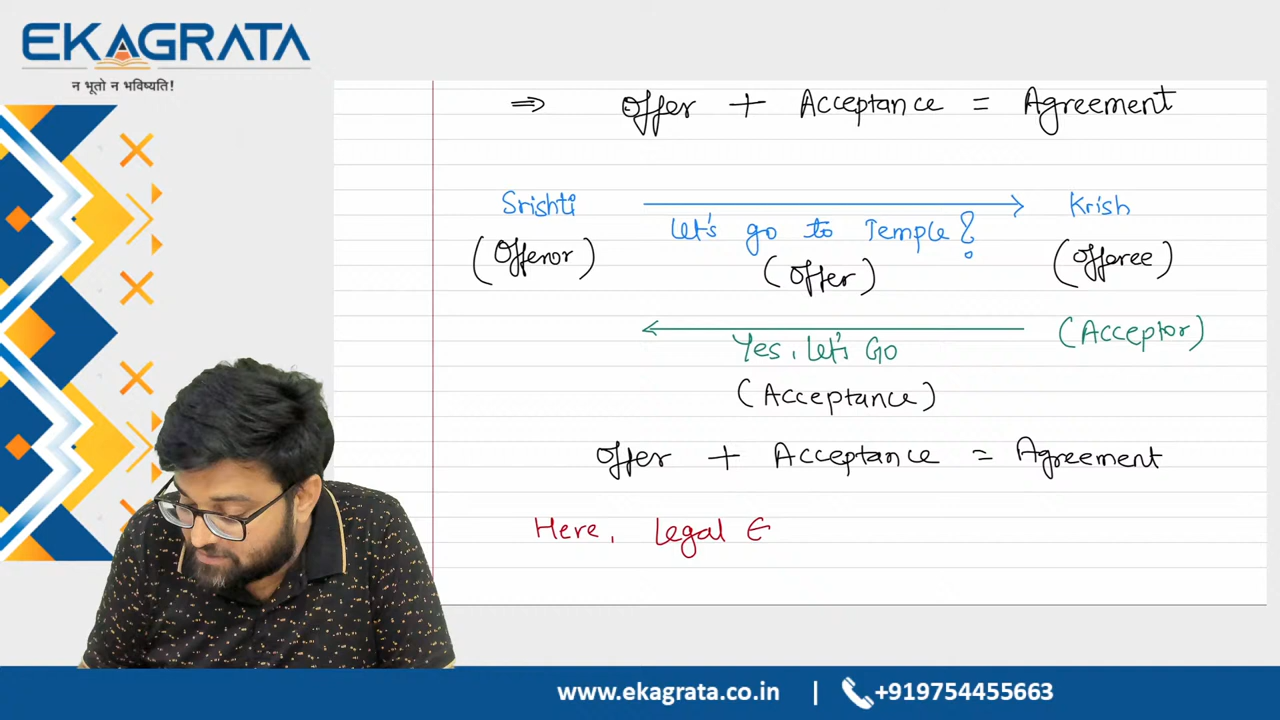 EKAGRATA
न भूतो न भविष्यति!
⇒ Offer + Acceptance = Agreement
Srishti Krish
Let's go to Temple?
(Offeror) (Offer) (Offeree)
(Acceptor)
Yes, Let's Go
(Acceptance)
Offer + Acceptance = Agreement
Here, Legal E
www.ekagrata.co.in | +919754455663